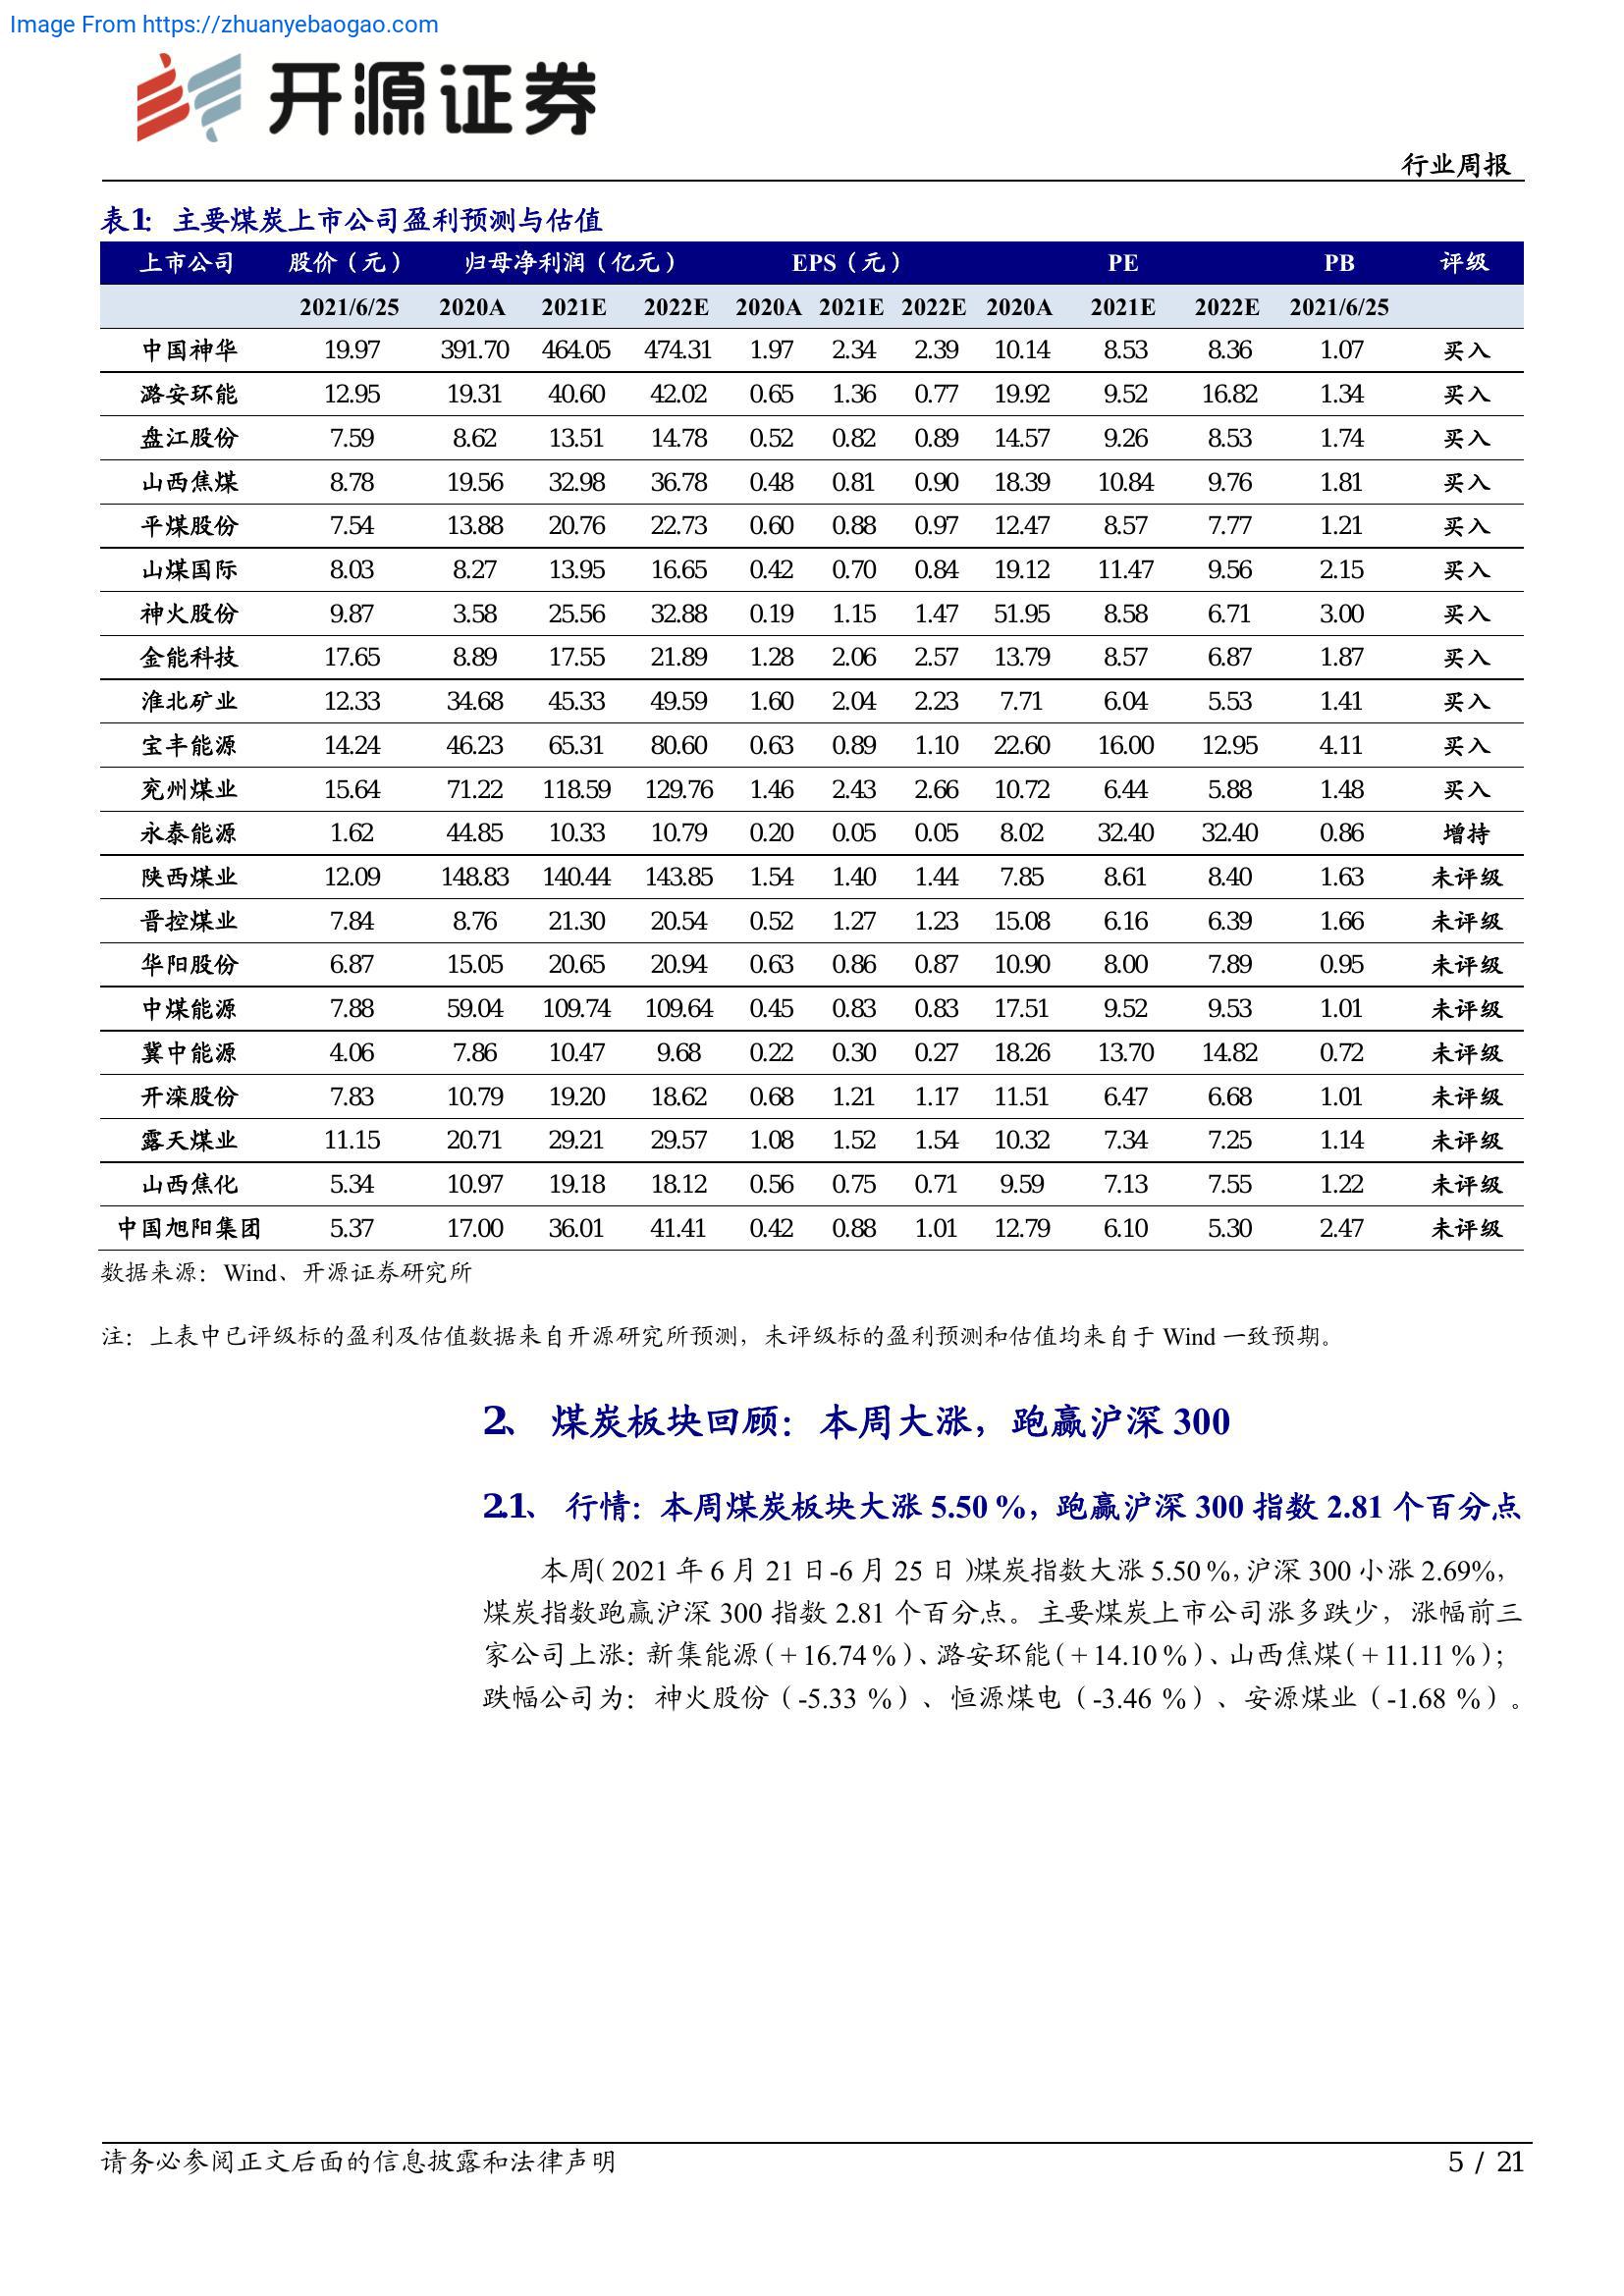 Image From https://zhuanyebaogao.com
开源证券
行业周报
表1: 主要煤炭上市公司盈利预测与估值
上市公司 股价（元） 归母净利润（亿元） EPS（元） PE PB 评级
2021/6/25 2020A 2021E 2022E 2020A 2021E 2022E 2020A 2021E 2022E 2021/6/25
中国神华 19.97 391.70 464.05 474.31 1.97 2.34 2.39 10.14 8.53 8.36 1.07 买入
潞安环能 12.95 19.31 40.60 42.02 0.65 1.36 0.77 19.92 9.52 16.82 1.34 买入
盘江股份 7.59 8.62 13.51 14.78 0.52 0.82 0.89 14.57 9.26 8.53 1.74 买入
山西焦煤 8.78 19.56 32.98 36.78 0.48 0.81 0.90 18.39 10.84 9.76 1.81 买入
平煤股份 7.54 13.88 20.76 22.73 0.60 0.88 0.97 12.47 8.57 7.77 1.21 买入
山煤国际 8.03 8.27 13.95 16.65 0.42 0.70 0.84 19.12 11.47 9.56 2.15 买入
神火股份 9.87 3.58 25.56 32.88 0.19 1.15 1.47 51.95 8.58 6.71 3.00 买入
金能科技 17.65 8.89 17.55 21.89 1.28 2.06 2.57 13.79 8.57 6.87 1.87 买入
淮北矿业 12.33 34.68 45.33 49.59 1.60 2.04 2.23 7.71 6.04 5.53 1.41 买入
宝丰能源 14.24 46.23 65.31 80.60 0.63 0.89 1.10 22.60 16.00 12.95 4.11 买入
兖州煤业 15.64 71.22 118.59 129.76 1.46 2.43 2.66 10.72 6.44 5.88 1.48 买入
永泰能源 1.62 44.85 10.33 10.79 0.20 0.05 0.05 8.02 32.40 32.40 0.86 增持
陕西煤业 12.09 148.83 140.44 143.85 1.54 1.40 1.44 7.85 8.61 8.40 1.63 未评级
晋控煤业 7.84 8.76 21.30 20.54 0.52 1.27 1.23 15.08 6.16 6.39 1.66 未评级
华阳股份 6.87 15.05 20.65 20.94 0.63 0.86 0.87 10.90 8.00 7.89 0.95 未评级
中煤能源 7.88 59.04 109.74 109.64 0.45 0.83 0.83 17.51 9.52 9.53 1.01 未评级
冀中能源 4.06 7.86 10.47 9.68 0.22 0.30 0.27 18.26 13.70 14.82 0.72 未评级
开滦股份 7.83 10.79 19.20 18.62 0.68 1.21 1.17 11.51 6.47 6.68 1.01 未评级
露天煤业 11.15 20.71 29.21 29.57 1.08 1.52 1.54 10.32 7.34 7.25 1.14 未评级
山西焦化 5.34 10.97 19.18 18.12 0.56 0.75 0.71 9.59 7.13 7.55 1.22 未评级
中国旭阳集团 5.37 17.00 36.01 41.41 0.42 0.88 1.01 12.79 6.10 5.30 2.47 未评级
数据来源：Wind、开源证券研究所
注：上表中已评级标的盈利及估值数据来自开源研究所预测，未评级标的盈利预测和估值均来自于 Wind 一致预期。
2、 煤炭板块回顾：本周大涨，跑赢沪深 300
2.1、 行情：本周煤炭板块大涨 5.50%，跑赢沪深 300 指数 2.81 个百分点
本周（2021 年 6 月 21 日-6 月 25 日）煤炭指数大涨 5.50%，沪深 300 小涨 2.69%，
煤炭指数跑赢沪深 300 指数 2.81 个百分点。主要煤炭上市公司涨多跌少，涨幅前三
家公司上涨：新集能源（+16.74%）、潞安环能（+14.10%）、山西焦煤（+11.11%）；
跌幅公司为：神火股份（-5.33 %）、恒源煤电（-3.46 %）、安源煤业（-1.68 %）。
请务必参阅正文后面的信息披露和法律声明
5 / 21